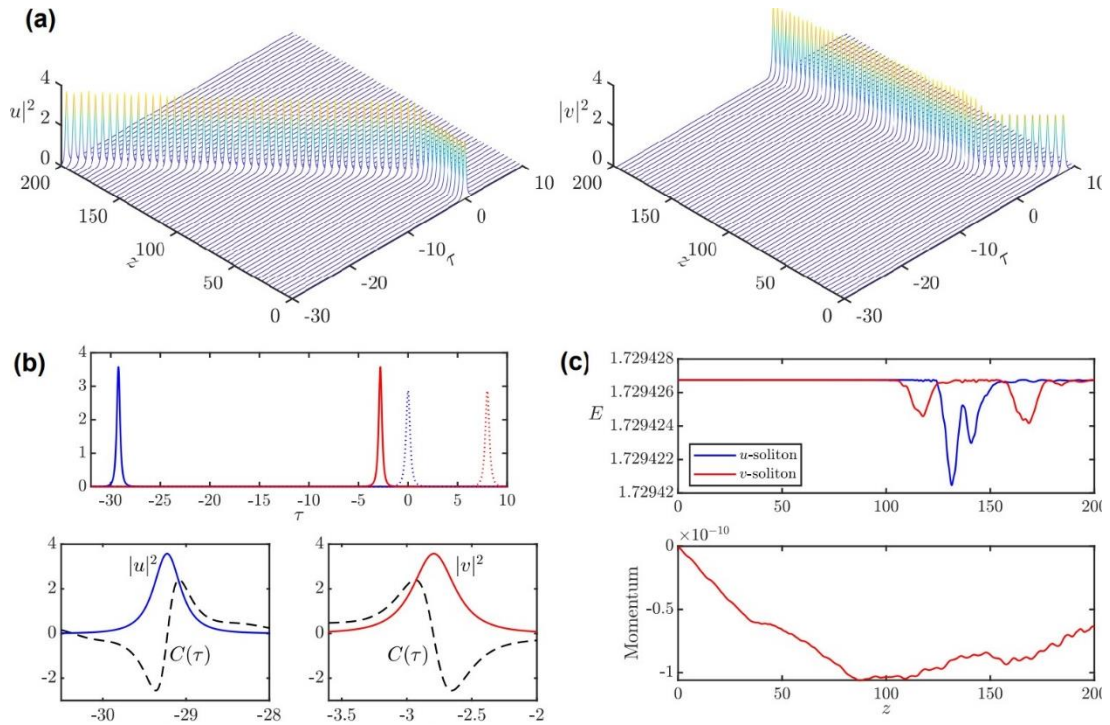 (a)
4
2
0
|u|^2
200
150
100
50
0
z
10
0
-10
-20
-30
τ
4
2
0
|v|^2
200
150
100
50
0
z
10
0
-10
-20
-30
τ
(b)
4
3
2
1
0
-30 -25 -20 -15 -10 -5 0 5 10
τ
4
2
0
-2
|u|^2
C(τ)
-30 -29 -28
4
2
0
-2
|v|^2
C(τ)
-3.5 -3 -2.5 -2
(c)
1.729428
1.729426
1.729424
1.729422
1.72942
E
u-soliton
v-soliton
0 50 100 150 200
×10^-10
0
-0.5
-1
Momentum
0 50 100 150 200
z